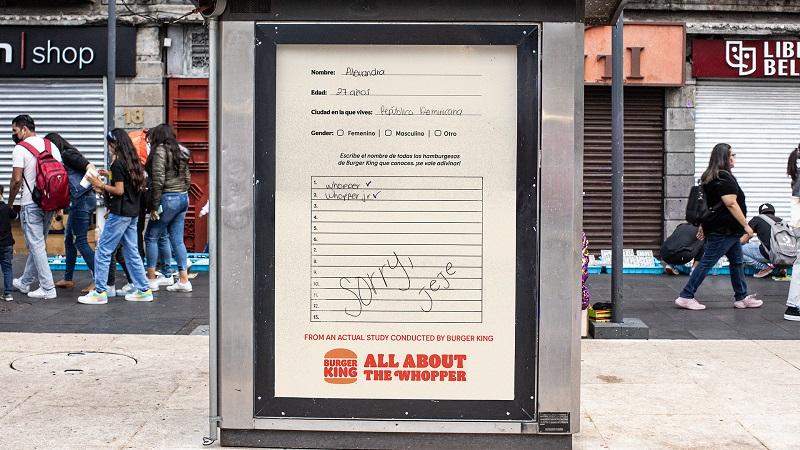 n | shop
18
LIB
BEL
Nombre: Alexandra
Edad: 27 años
Ciudad en la que vives: República Dominicana
Gender: Femenino | Masculino | Otro
Escribe el nombre de todas las hamburgesas
de Burger King que conoces. ¡se vale adivinar!
1. Whopper ✓
2. Whopper jr ✓
3.
4.
5.
6.
7.
8.
9.
10.
11.
12.
13.
Sorry, jeje
FROM AN ACTUAL STUDY CONDUCTED BY BURGER KING
BURGER KING
ALL ABOUT
THE WHOPPER